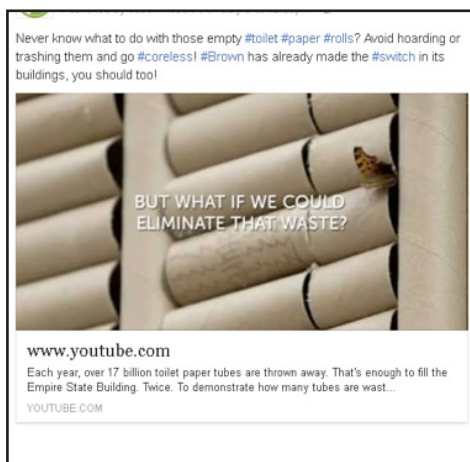 Never know what to do with those empty #toilet #paper #rolls? Avoid hoarding or
trashing them and go #coreless! #Brown has already made the #switch in its
buildings, you should too!
BUT WHAT IF WE COULD
ELIMINATE THAT WASTE?
www.youtube.com
Each year, over 17 billion toilet paper tubes are thrown away. That's enough to fill the
Empire State Building. Twice. To demonstrate how many tubes are wast...
YOUTUBE.COM